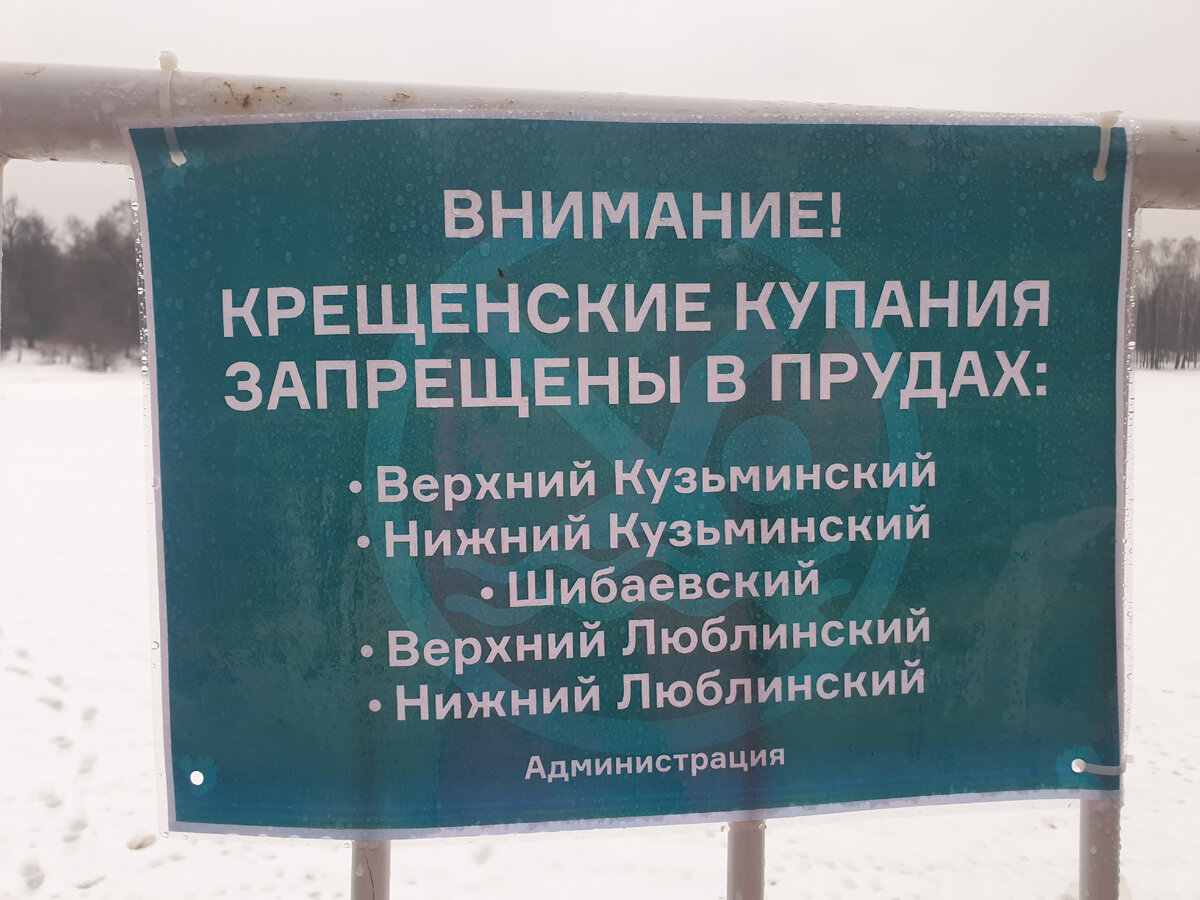 ВНИМАНИЕ!
КРЕЩЕНСКИЕ КУПАНИЯ
ЗАПРЕЩЕНЫ В ПРУДАХ:
• Верхний Кузьминский
• Нижний Кузьминский
• Шибаевский
• Верхний Люблинский
• Нижний Люблинский
Администрация